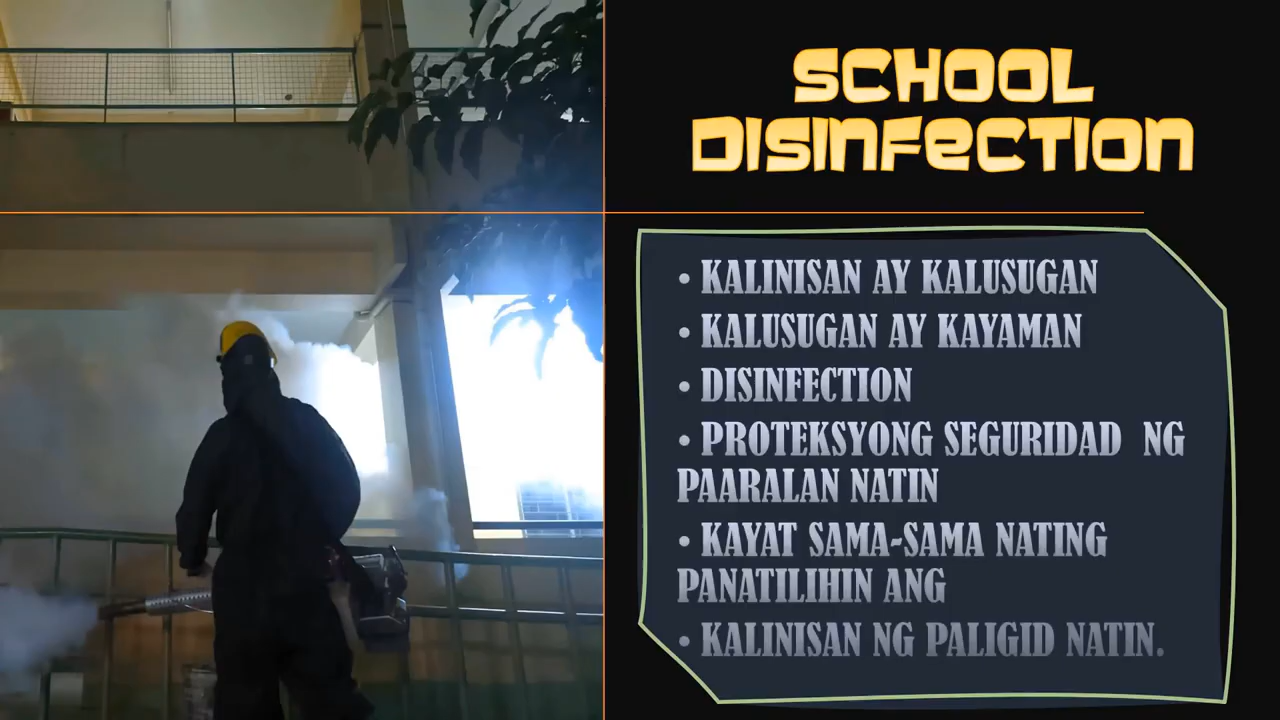 SCHOOL
DISINFECTION
• KALINISAN AY KALUSUGAN
• KALUSUGAN AY KAYAMAN
• DISINFECTION
• PROTEKSYONG SEGURIDAD  NG
PAARALAN NATIN
• KAYAT SAMA-SAMA NATING
PANATILIHIN ANG
• KALINISAN NG PALIGID NATIN.